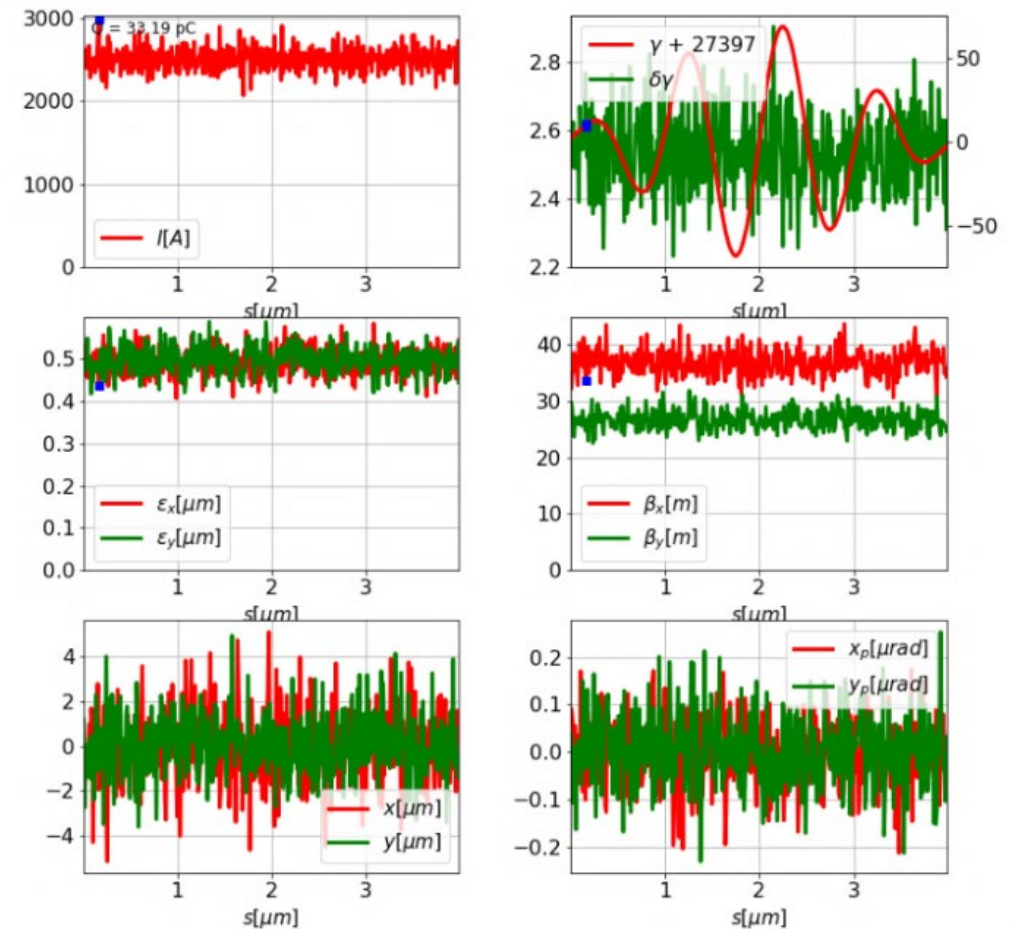 3000
2000
1000
0
Q = 33.19 pC
I[A]
1 2 3
s[μm]
2.8
2.6
2.4
2.2
γ + 27397
δγ
50
0
−50
1 2 3
s[μm]
0.5
0.4
0.3
0.2
0.1
0.0
εx[μm]
εy[μm]
1 2 3
s[μm]
40
30
20
10
0
βx[m]
βy[m]
1 2 3
s[μm]
4
2
0
−2
−4
x[μm]
y[μm]
1 2 3
s[μm]
0.2
0.1
0.0
−0.1
−0.2
xp[μrad]
yp[μrad]
1 2 3
s[μm]